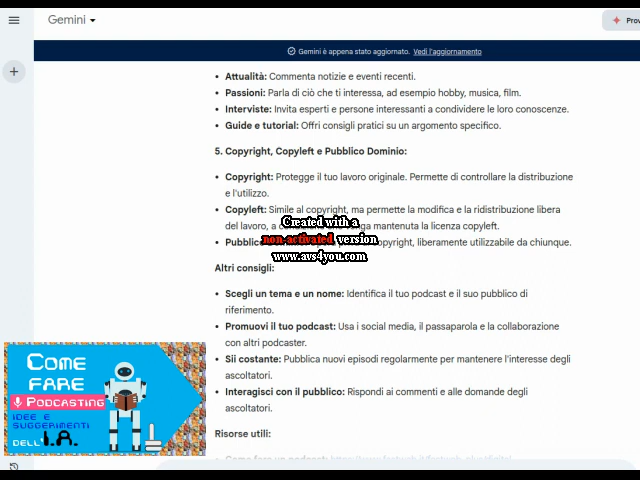 Gemini
Prov
Gemini è appena stato aggiornato. Vedi l'aggiornamento
Attualità: Commenta notizie e eventi recenti.
Passioni: Parla di ciò che ti interessa, ad esempio hobby, musica, film.
Interviste: Invita esperti e persone interessanti a condividere le loro conoscenze.
Guide e tutorial: Offri consigli pratici su un argomento specifico.
5. Copyright, Copyleft e Pubblico Dominio:
Copyright: Protegge il tuo lavoro originale. Permette di controllare la distribuzione
e l'utilizzo.
Copyleft: Simile al copyright, ma permette la modifica e la ridistribuzione libera
del lavoro, a mantenuta la licenza copyleft.
Pubblico copyright, liberamente utilizzabile da chiunque.
Created with a
non-activated version
www.avs4you.com
Altri consigli:
Scegli un tema e un nome: Identifica il tuo podcast e il suo pubblico di
riferimento.
Promuovi il tuo podcast: Usa i social media, il passaparola e la collaborazione
con altri podcaster.
Sii costante: Pubblica nuovi episodi regolarmente per mantenere l'interesse degli
ascoltatori.
Interagisci con il pubblico: Rispondi ai commenti e alle domande degli
ascoltatori.
Risorse utili:
Come
fare
Podcasting
idee e
suggerimenti
dell'I.A.